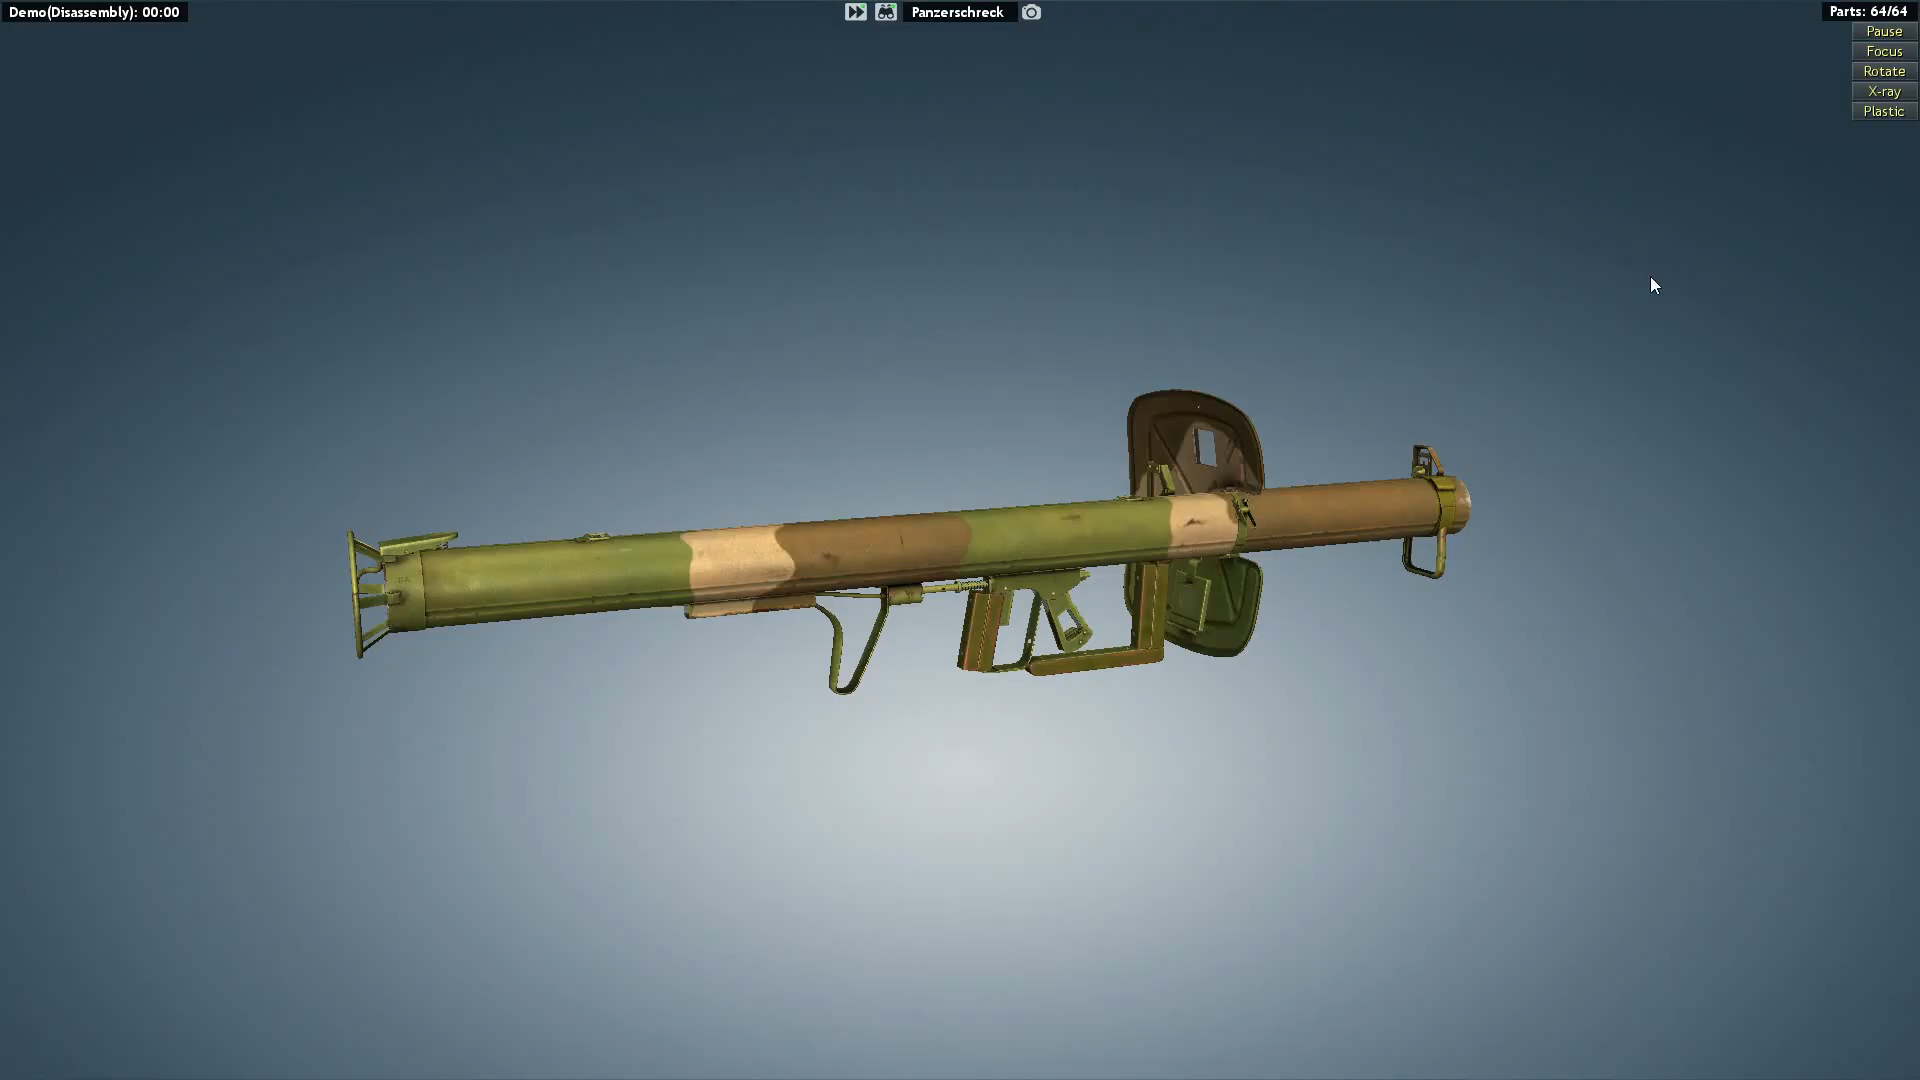 Demo(Disassembly): 00:00
Panzerschreck
Parts: 64/64
Pause
Focus
Rotate
X-ray
Plastic